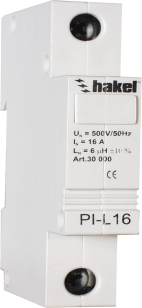 hakel
Uₙ = 500V/50Hz
Iₙ = 16 A
Lₙ = 6 µH ±10 %
Art.30 000
CE
PI-L16